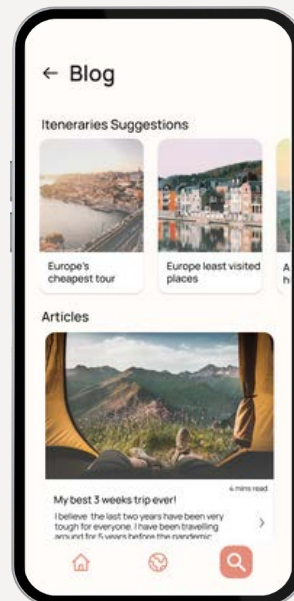 ← Blog
Iteneraries Suggestions
Europe's
cheapest tour
Europe least visited
places
A
h
Articles
4 mins read
My best 3 weeks trip ever!
I believe the last two years have been very
tough for everyone. I have been travelling
around for 5 years before the pandemic